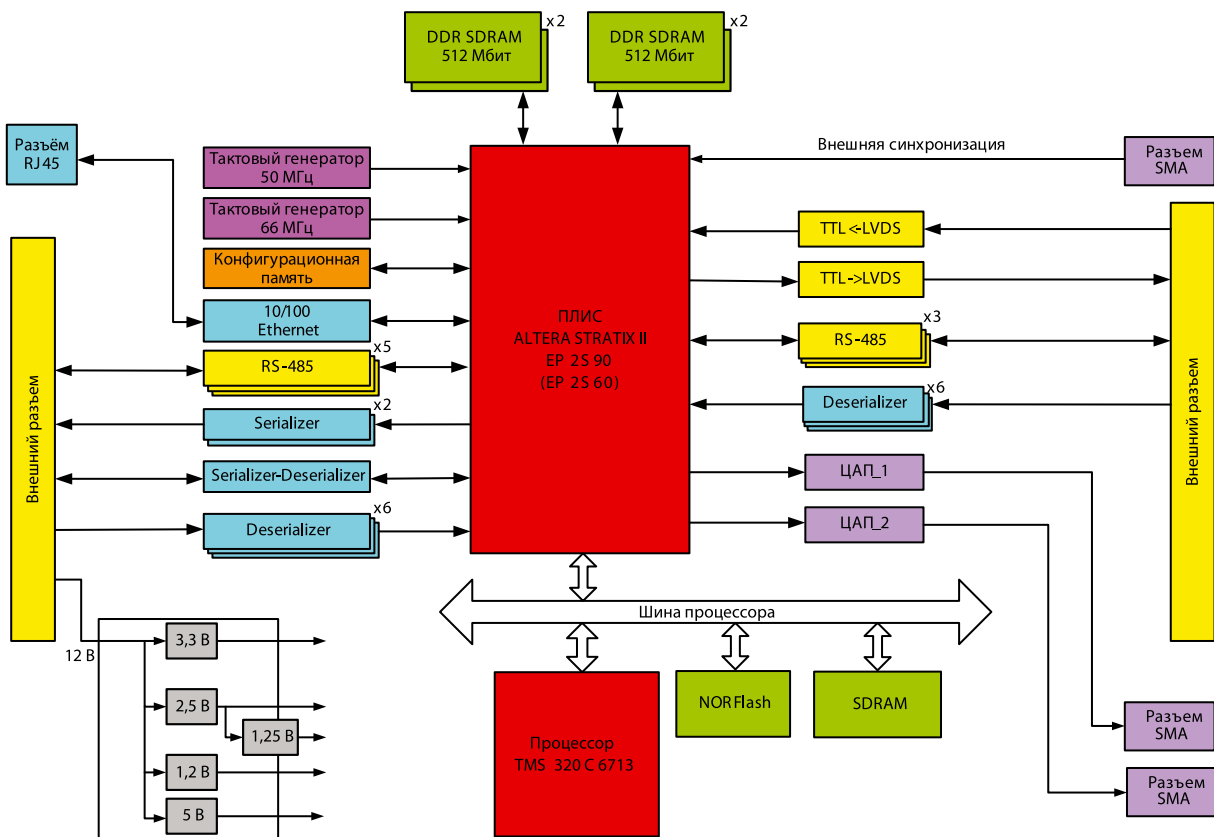 DDR SDRAM
512 Мбит
x2
DDR SDRAM
512 Мбит
x2
Разъём
RJ45
Тактовый генератор
50 МГц
Тактовый генератор
66 МГц
Конфигурационная
память
10/100
Ethernet
x5
RS-485
x2
Serializer
Serializer-Deserializer
x6
Deserializer
Внешний разъем
ПЛИС
ALTERA STRATIX II
EP 2S 90
(EP 2S 60)
Внешняя синхронизация
Разъем
SMA
TTL<-LVDS
TTL->LVDS
x3
RS-485
x6
Deserializer
ЦАП_1
ЦАП_2
Внешний разъем
Шина процессора
12 В
3,3 В
2,5 В
1,25 В
1,2 В
5 В
Процессор
TMS 320 C 6713
NORFlash
SDRAM
Разъем
SMA
Разъем
SMA